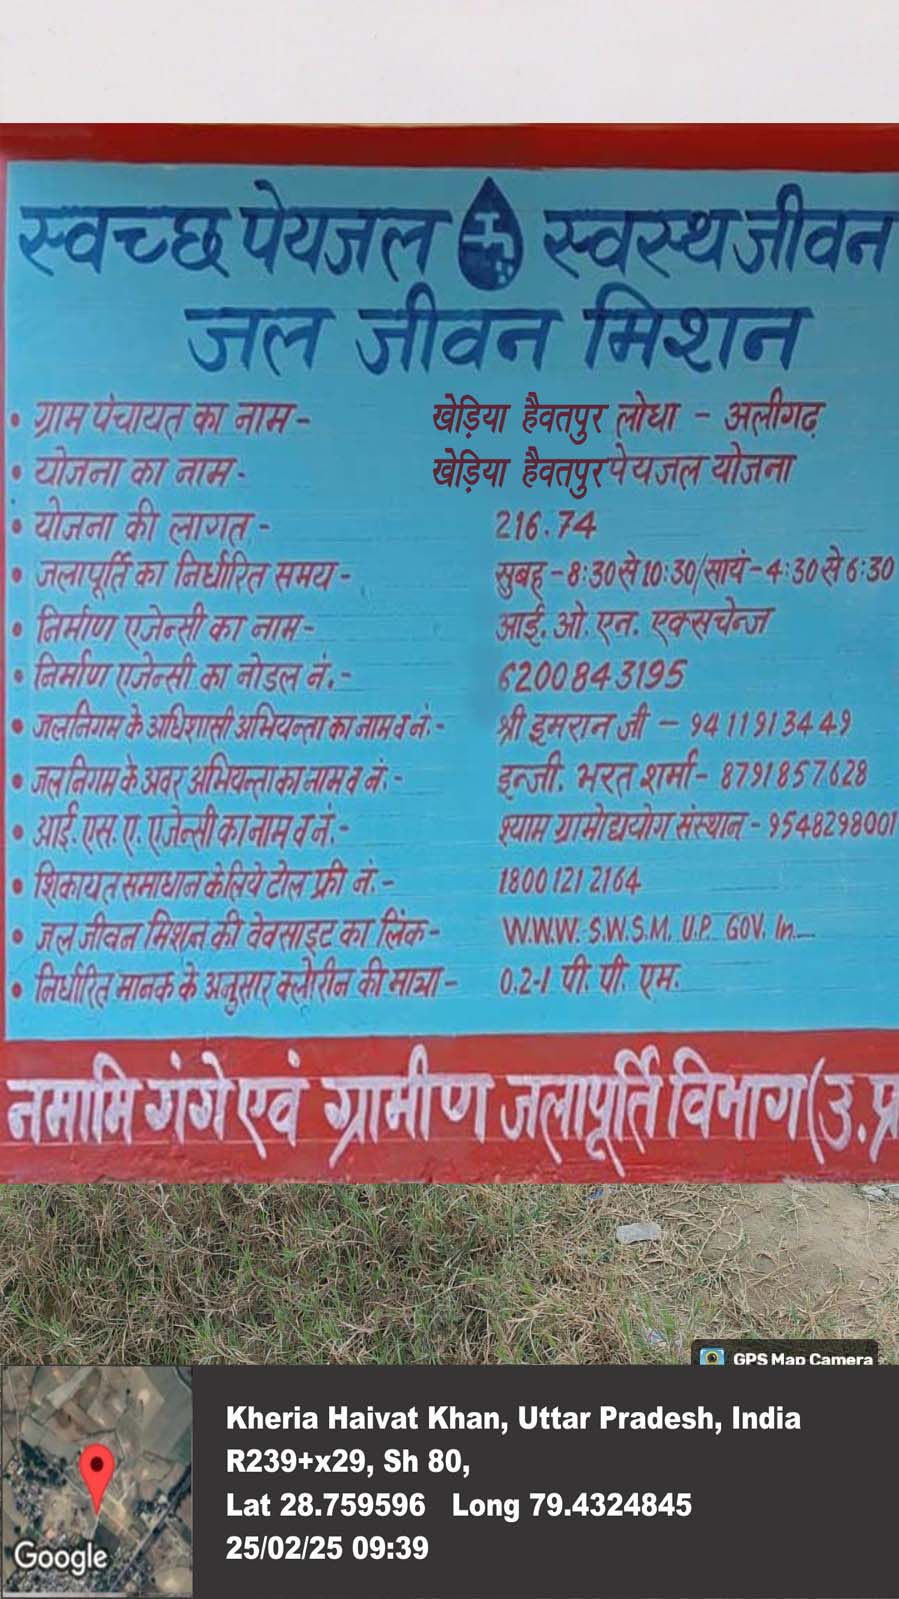 स्वच्छ पेयजल स्वस्थ जीवन
जल जीवन मिशन
• ग्राम पंचायत का नाम - खेड़िया हैवतपुर लोधा - अलीगढ़
• योजना का नाम - खेड़िया हैवतपुर पेयजल योजना
• योजना की लागत - 216.74
• जलापूर्ति का निर्धारित समय - सुबह - 8:30 से 10:30/सायं - 4:30 से 6:30
• निर्माण एजेन्सी का नाम - आई. ओ. एन. एक्सचेन्ज
• निर्माण एजेन्सी का नोडल नं. - 6200843195
• जलनिगम के अधिशासी अभियन्ता का नाम व नं. - श्री इमरान जी - 9411913449
• जलनिगम के अवर अभियन्ता का नाम व नं. - इन्जी. भरत शर्मा - 8791857628
• आई. एस. ए. एजेन्सी का नाम व नं. - श्याम ग्रामोद्ययोग संस्थान - 9548298001
• शिकायत समाधान के लिये टोल फ्री नं. - 1800 121 2164
• जल जीवन मिशन की वेवसाइट का लिंक - W.W.W. S.W.S.M. U.P. GOV. In.
• निर्धारित मानक के अनुसार क्लोरीन की मात्रा - 0.2-1 पी. पी. एम.
नमामि गंगे एवं ग्रामीण जलापूर्ति विभाग (उ.प्र
GPS Map Camera
Kheria Haivat Khan, Uttar Pradesh, India
R239+x29, Sh 80,
Lat 28.759596 Long 79.4324845
25/02/25 09:39
Google